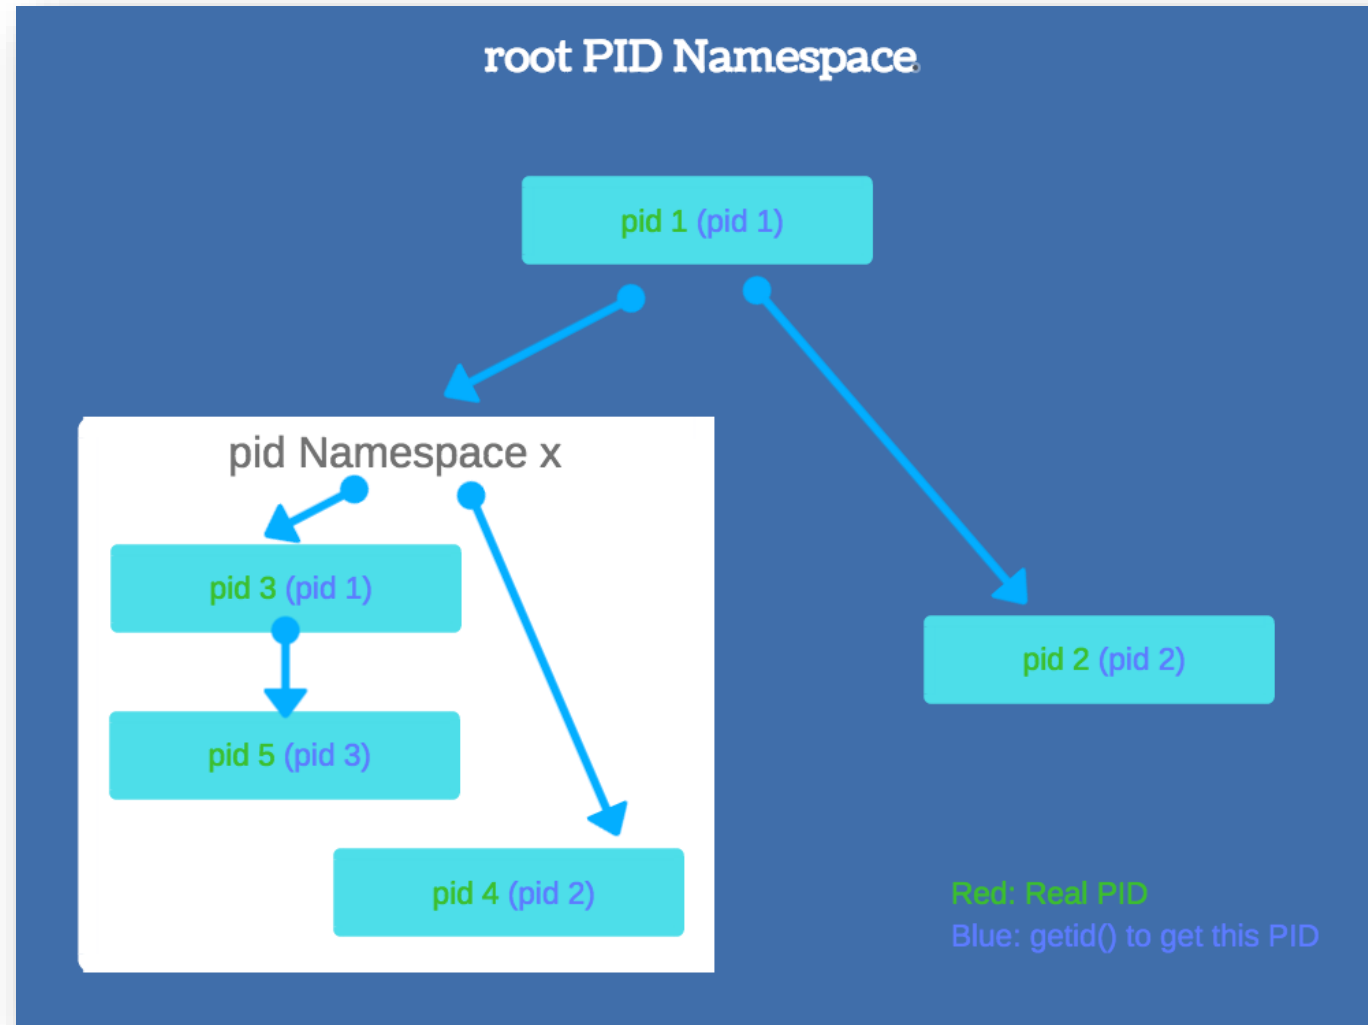 root PID Namespace
pid 1 (pid 1)
pid Namespace x
pid 3 (pid 1)
pid 2 (pid 2)
pid 5 (pid 3)
pid 4 (pid 2)
Red: Real PID
Blue: getid() to get this PID